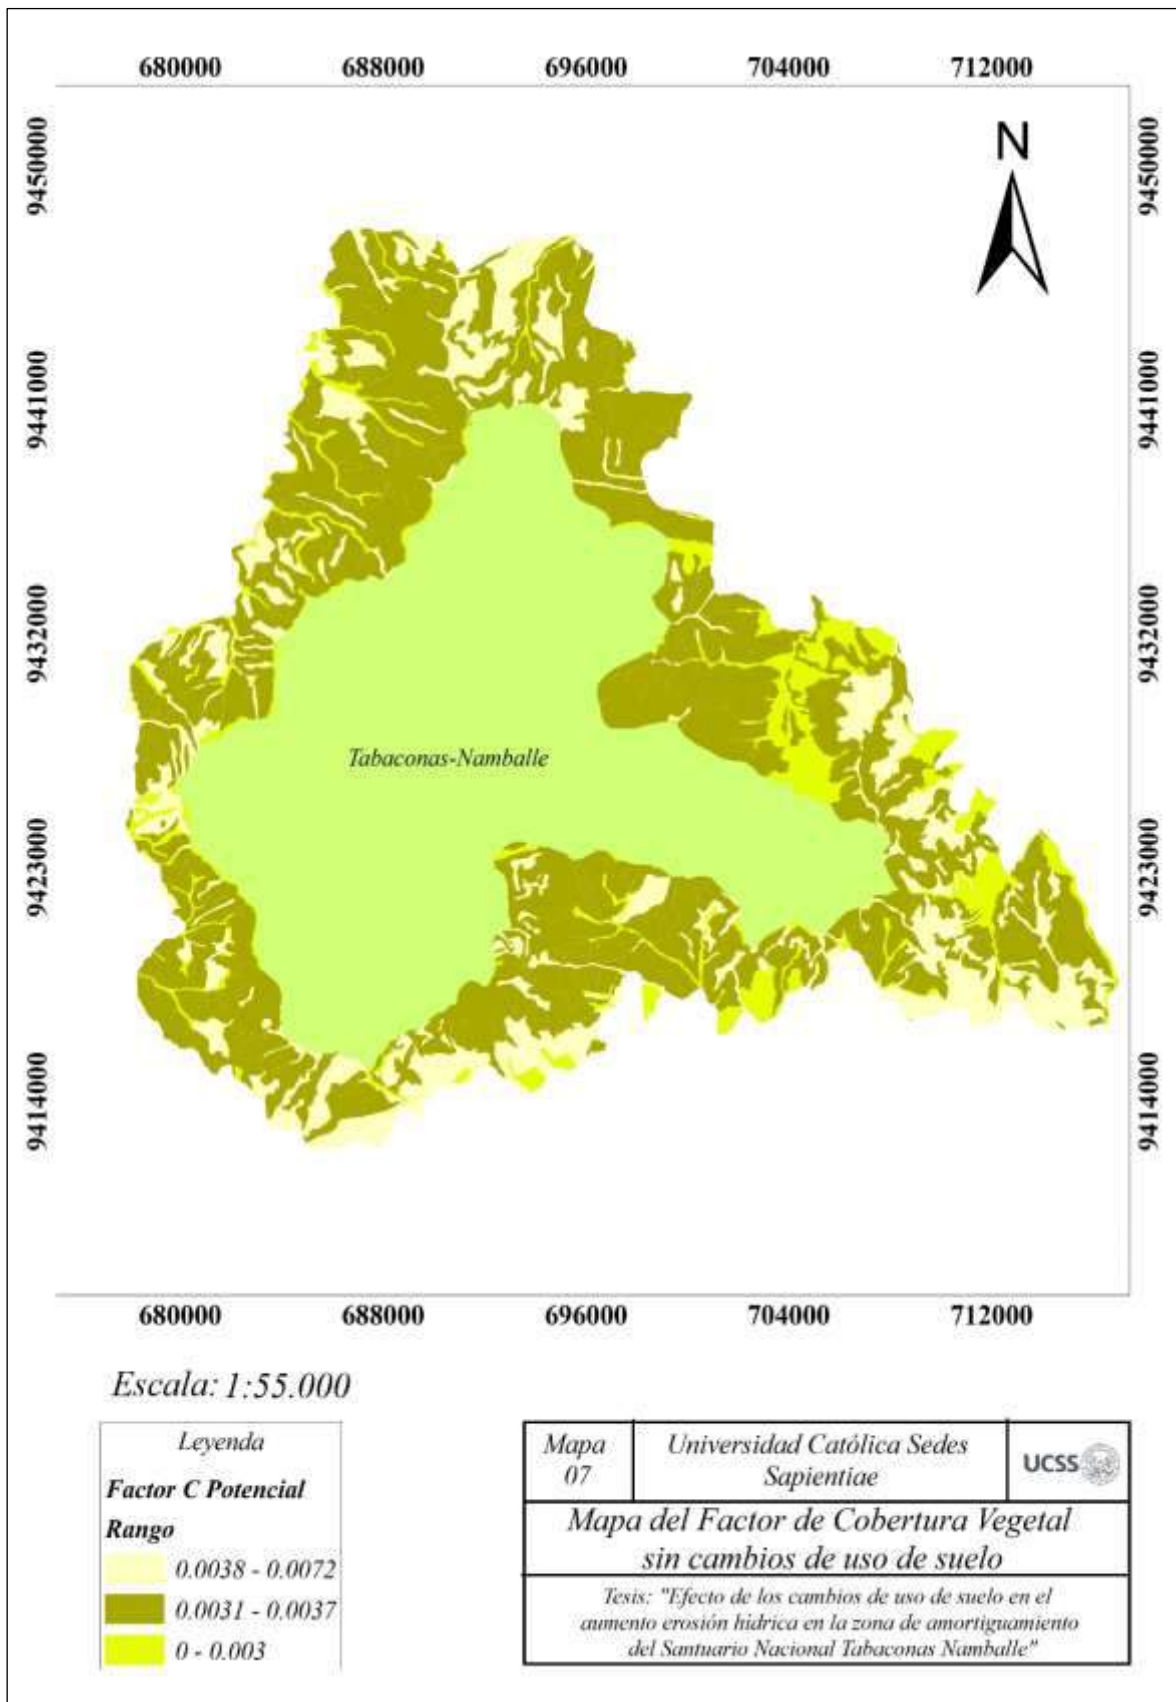 680000 688000 696000 704000 712000
N
9450000 9450000
9441000 9441000
9432000 9432000
Tabaconas-Namballe
9423000 9423000
9414000 9414000
680000 688000 696000 704000 712000
Escala: 1:55.000
Leyenda
Factor C Potencial
Rango
0.0038 - 0.0072
0.0031 - 0.0037
0 - 0.003
Mapa
07
Universidad Católica Sedes
Sapientiae
UCSS
Mapa del Factor de Cobertura Vegetal
sin cambios de uso de suelo
Tesis: "Efecto de los cambios de uso de suelo en el
aumento erosión hídrica en la zona de amortiguamiento
del Santuario Nacional Tabaconas Namballe"